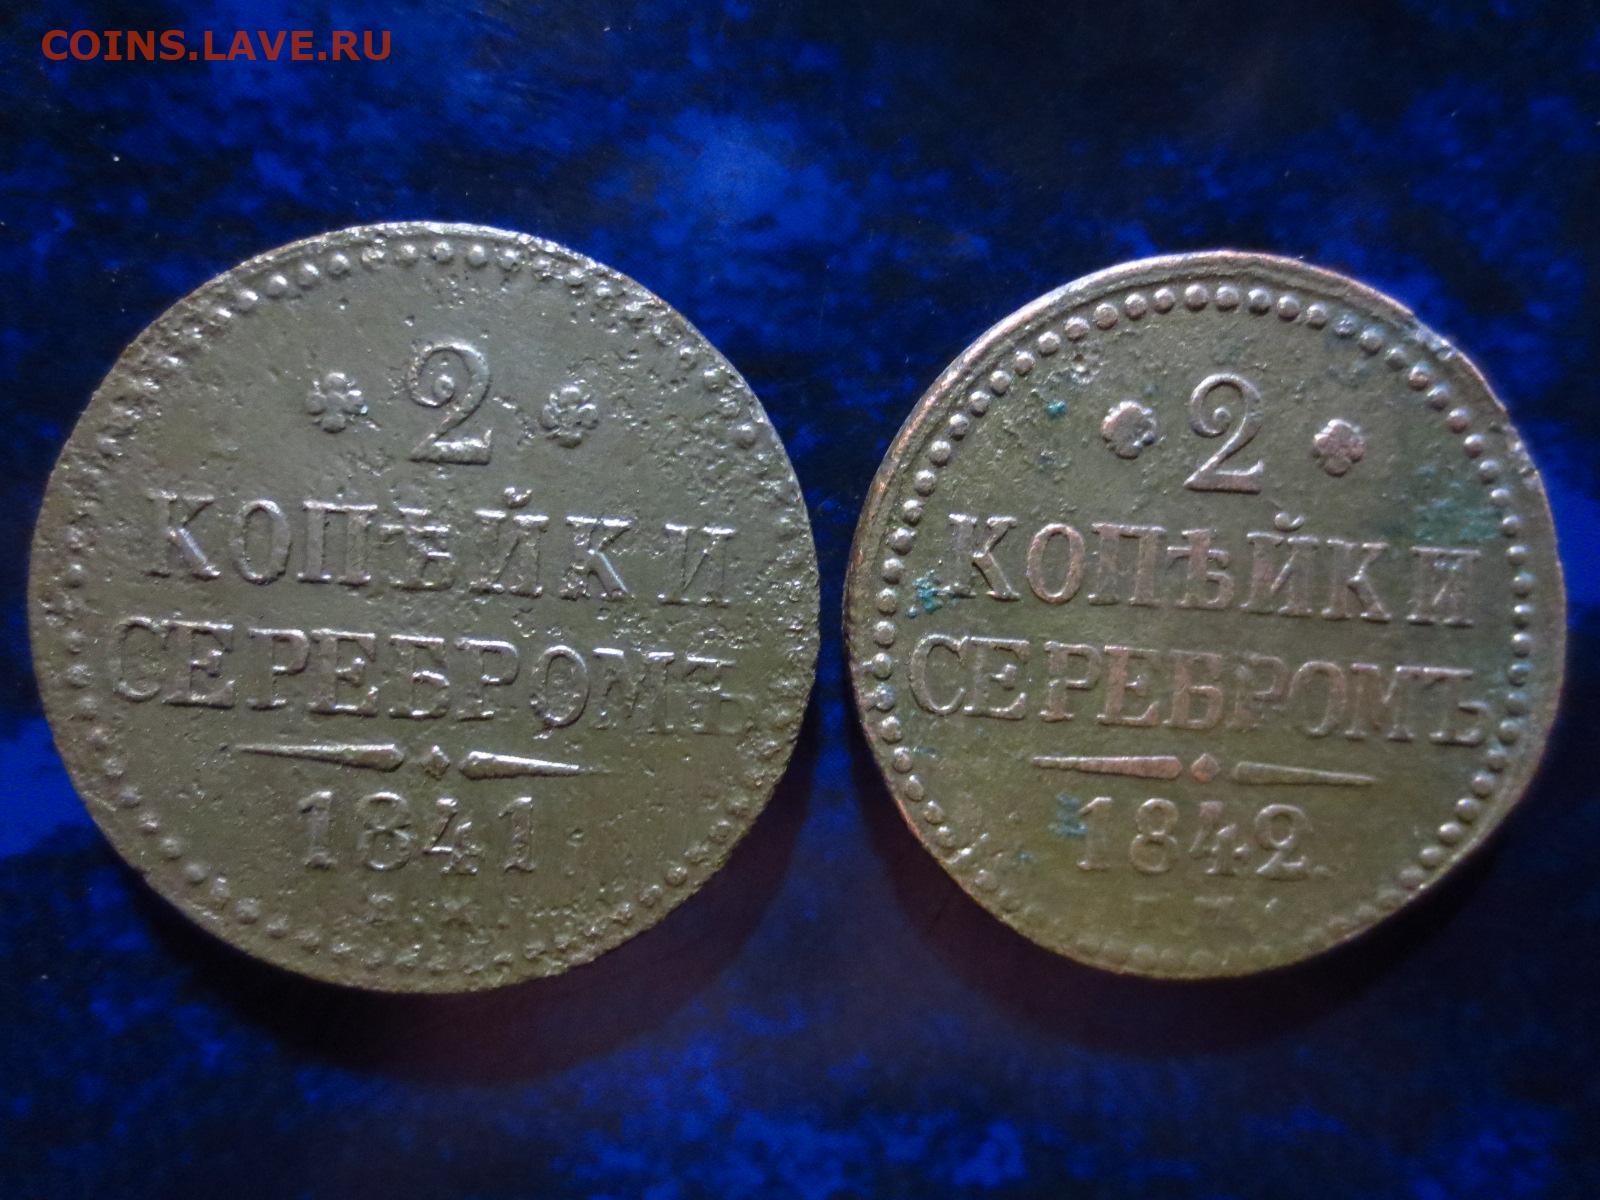 COINS.LAVE.RU
2
КОПѢЙКИ
СЕРЕБРОМЪ
1841
2
КОПѢЙКИ
СЕРЕБРОМЪ
1842